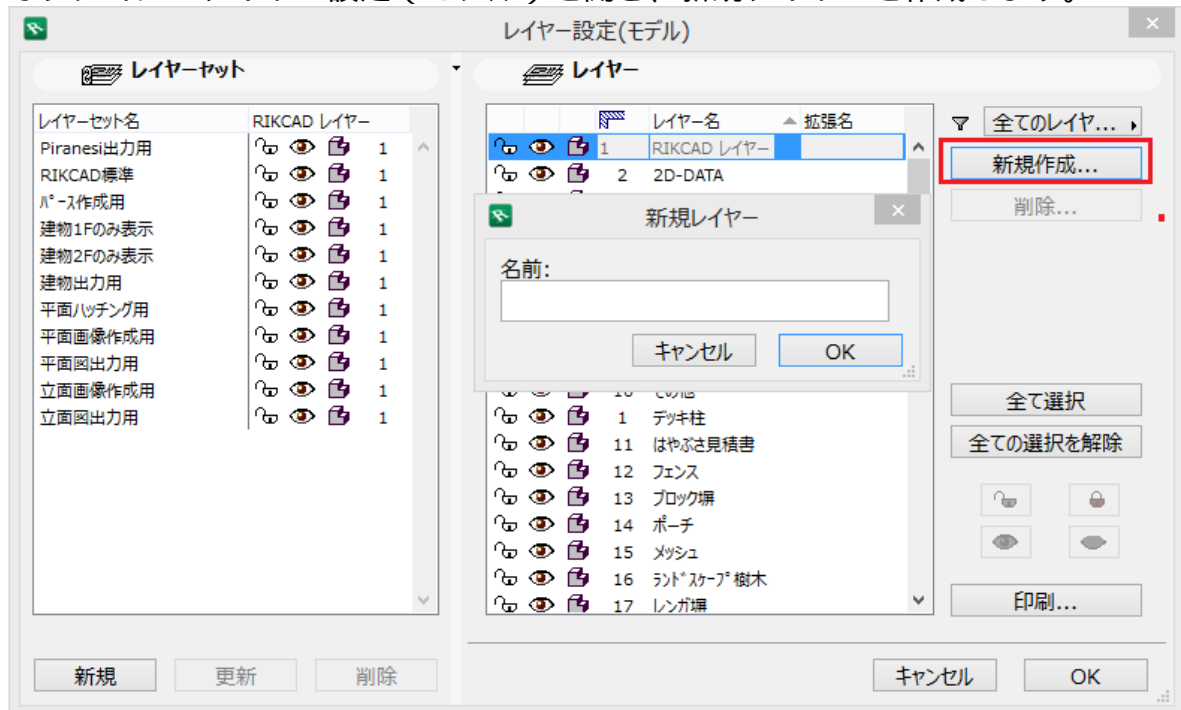 レイヤー設定(モデル)
レイヤーセット
レイヤー
レイヤーセット名 RIKCAD レイヤー
Piranesi出力用 1
RIKCAD標準 1
ﾊﾟｰｽ作成用 1
建物1Fのみ表示 1
建物2Fのみ表示 1
建物出力用 1
平面ハッチング用 1
平面画像作成用 1
平面図出力用 1
立面画像作成用 1
立面図出力用 1
新規 更新 削除
レイヤー名 拡張名
1 RIKCAD レイヤー
2 2D-DATA
新規レイヤー
名前:
キャンセル OK
1 デッキ柱
11 はやぶさ見積書
12 フェンス
13 ブロック塀
14 ポーチ
15 メッシュ
16 ﾗﾝﾄﾞｽｹｰﾌﾟ樹木
17 レンガ塀
全てのレイヤ...
新規作成...
削除...
全て選択
全ての選択を解除
印刷...
キャンセル OK